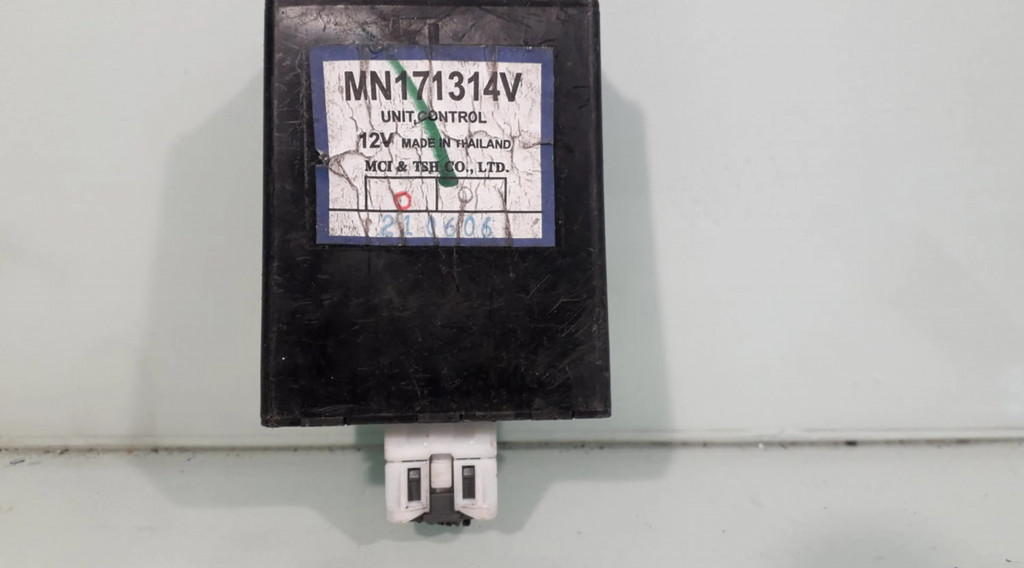 MN171314V
UNIT,CONTROL
12V MADE IN THAILAND
MCI & TSH CO., LTD.
210606